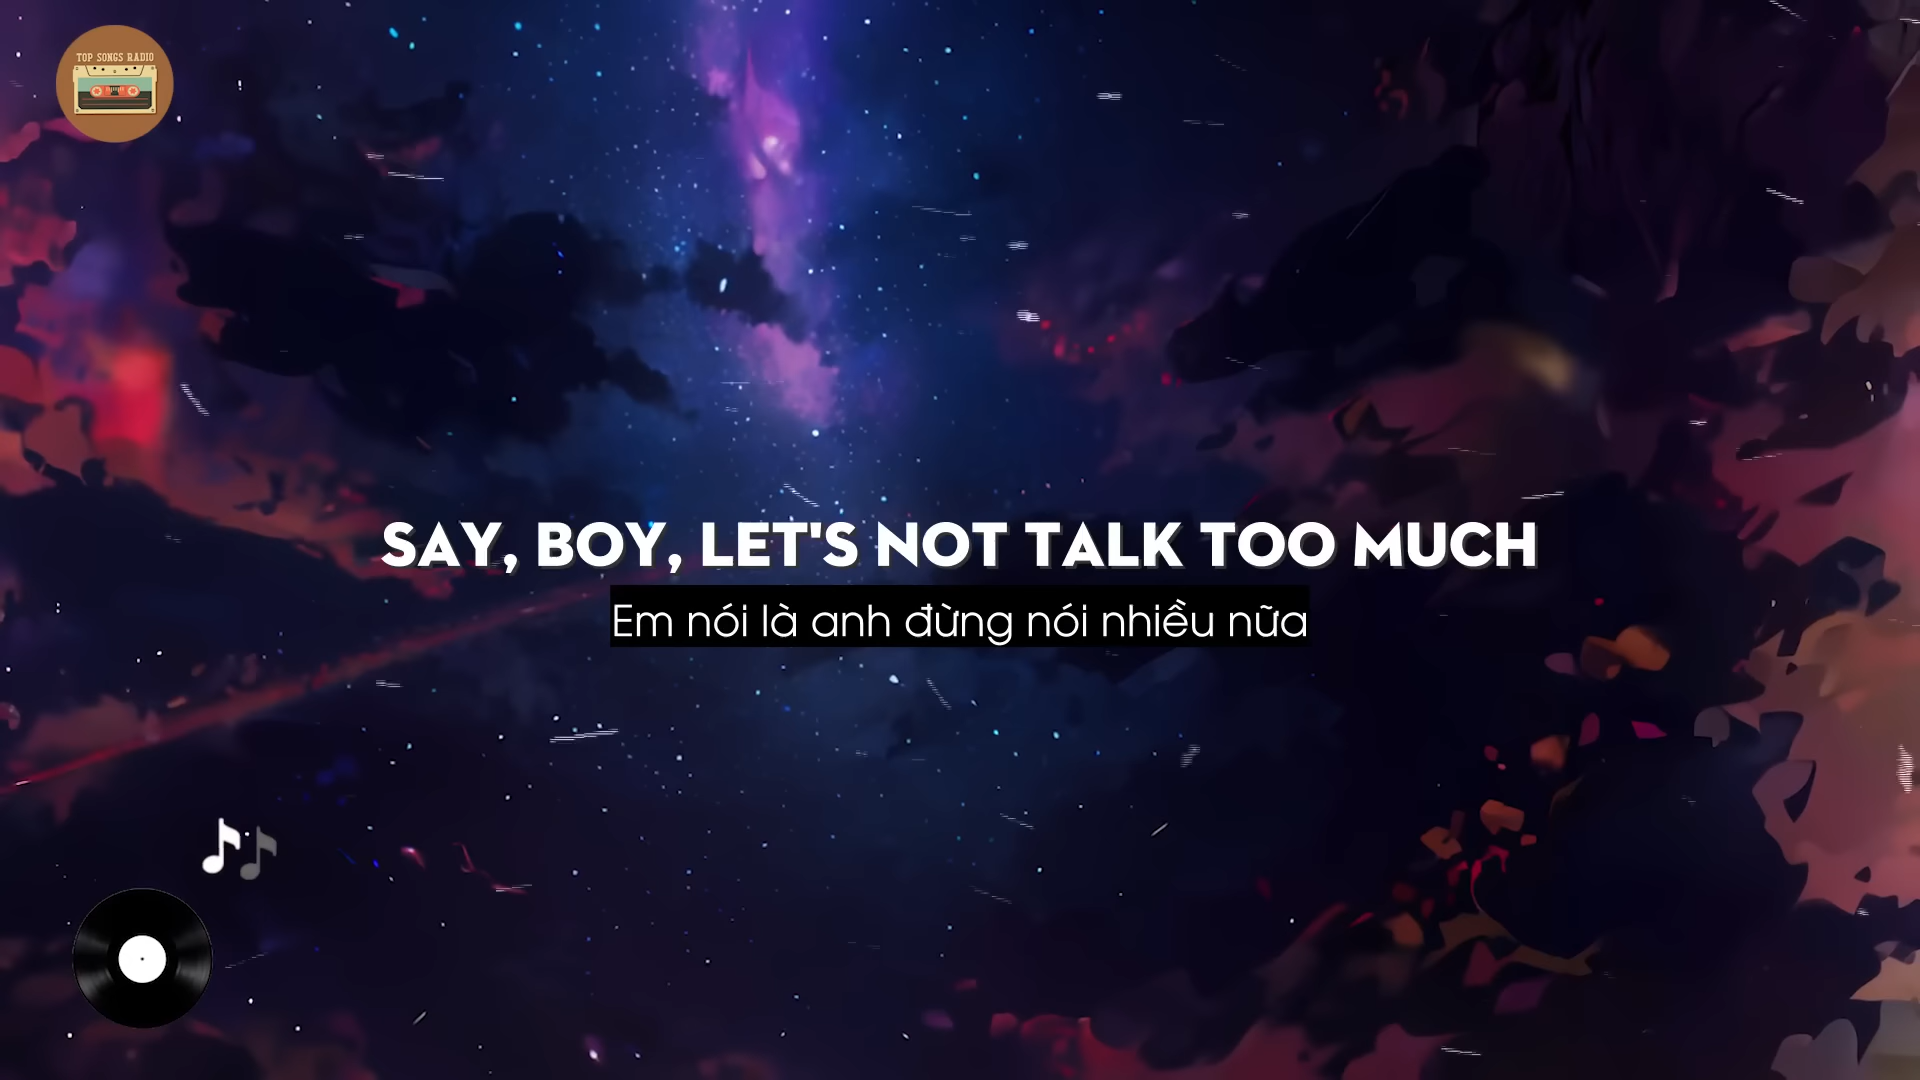 TOP SONGS RADIO
SAY, BOY, LET'S NOT TALK TOO MUCH
Em nói là anh đừng nói nhiều nữa